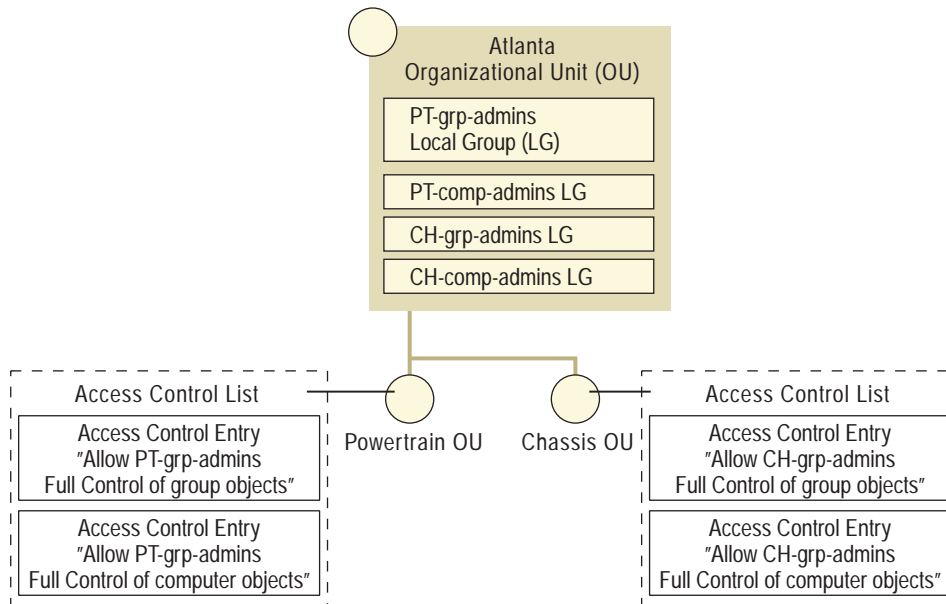 Atlanta
Organizational Unit (OU)
PT-grp-admins
Local Group (LG)
PT-comp-admins LG
CH-grp-admins LG
CH-comp-admins LG
Access Control List
Access Control Entry
"Allow PT-grp-admins
Full Control of group objects"
Access Control Entry
"Allow PT-grp-admins
Full Control of computer objects"
Powertrain OU
Chassis OU
Access Control List
Access Control Entry
"Allow CH-grp-admins
Full Control of group objects"
Access Control Entry
"Allow CH-grp-admins
Full Control of computer objects"